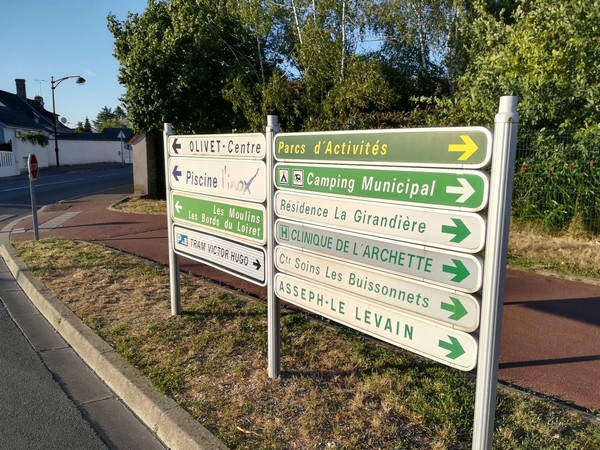 OLIVET-Centre
Piscine l'inox
Les Moulins
Les Bords du Loiret
P TRAM VICTOR HUGO
Parcs d'Activités
Camping Municipal
Résidence La Girandière
H CLINIQUE DE L'ARCHETTE
Ctr Soins Les Buissonnets
ASSEPH-LE LEVAIN